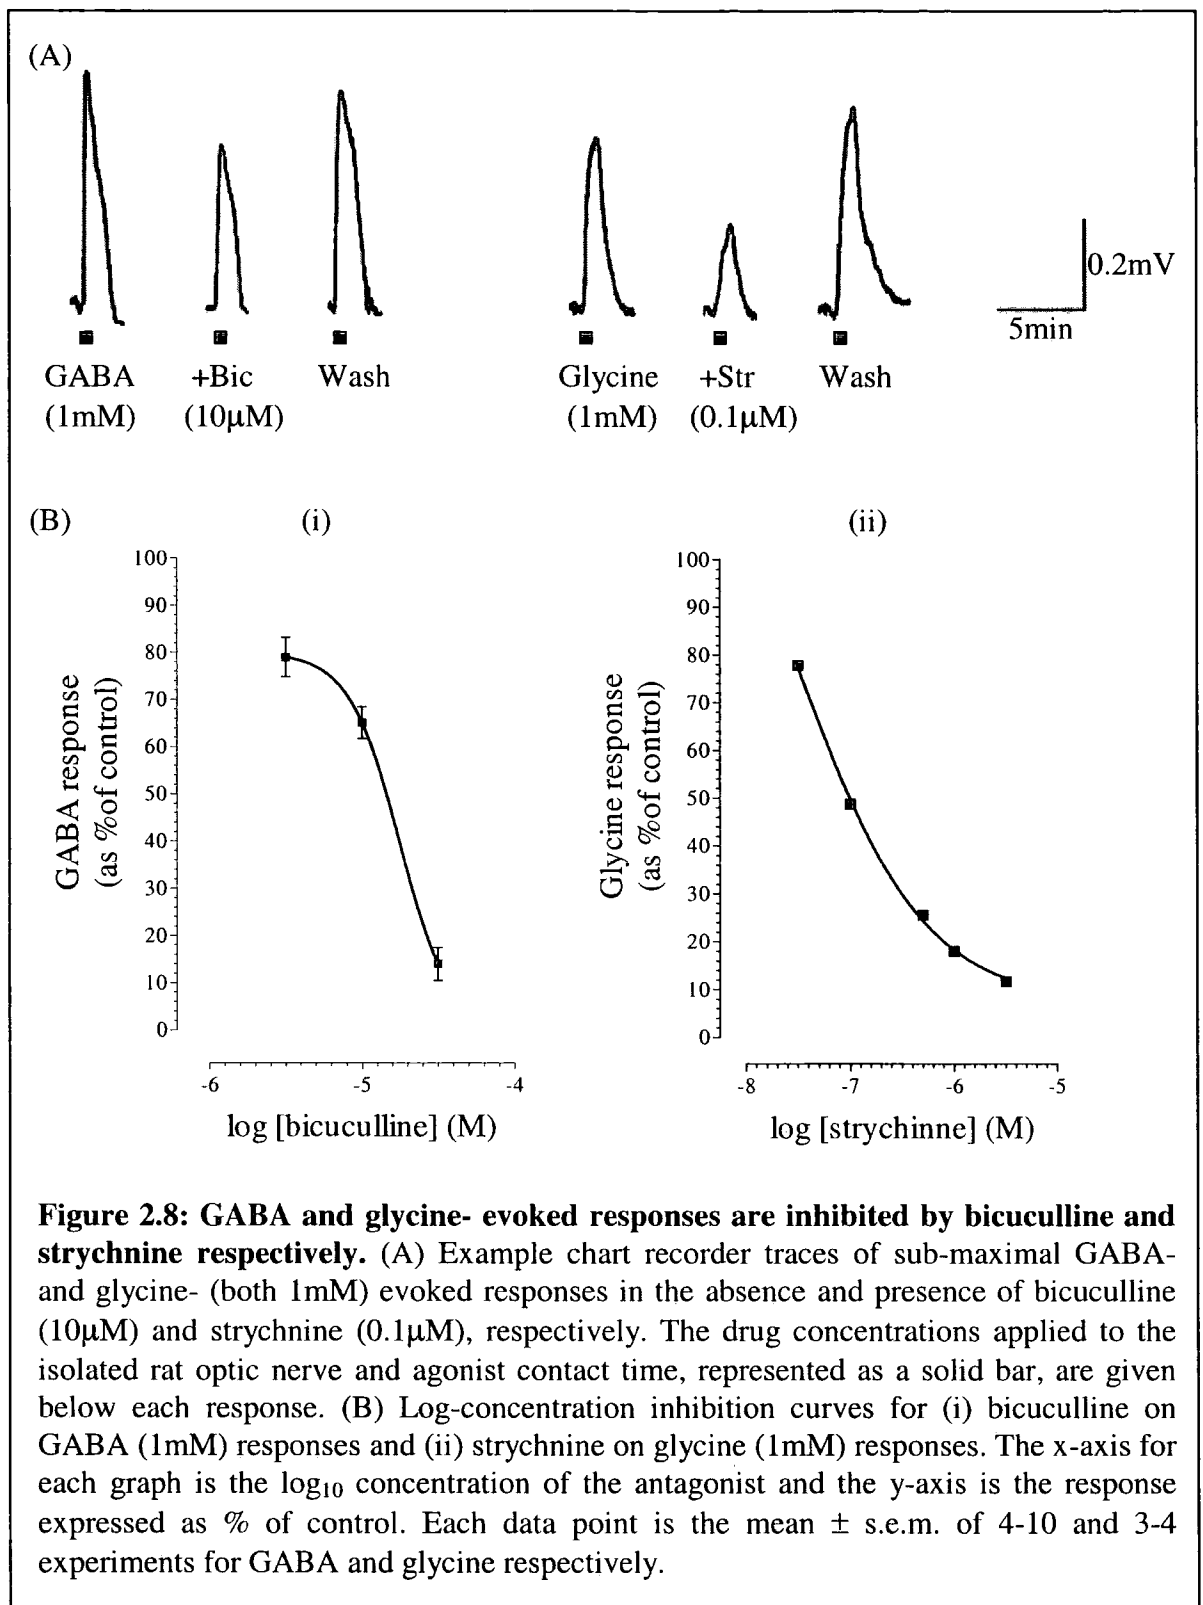 (A)
0.2mV
5min
GABA +Bic Wash Glycine +Str Wash
(1mM) (10µM) (1mM) (0.1µM)
(B) (i) (ii)
100
90
80
70
60
50
40
30
20
10
0
GABA response
(as %of control)
-6 -5 -4
log [bicuculline] (M)
100
90
80
70
60
50
40
30
20
10
0
Glycine response
(as %of control)
-8 -7 -6 -5
log [strychinne] (M)
Figure 2.8: GABA and glycine- evoked responses are inhibited by bicuculline and
strychnine respectively. (A) Example chart recorder traces of sub-maximal GABA-
and glycine- (both 1mM) evoked responses in the absence and presence of bicuculline
(10µM) and strychnine (0.1µM), respectively. The drug concentrations applied to the
isolated rat optic nerve and agonist contact time, represented as a solid bar, are given
below each response. (B) Log-concentration inhibition curves for (i) bicuculline on
GABA (1mM) responses and (ii) strychnine on glycine (1mM) responses. The x-axis for
each graph is the log₁₀ concentration of the antagonist and the y-axis is the response
expressed as % of control. Each data point is the mean ± s.e.m. of 4-10 and 3-4
experiments for GABA and glycine respectively.